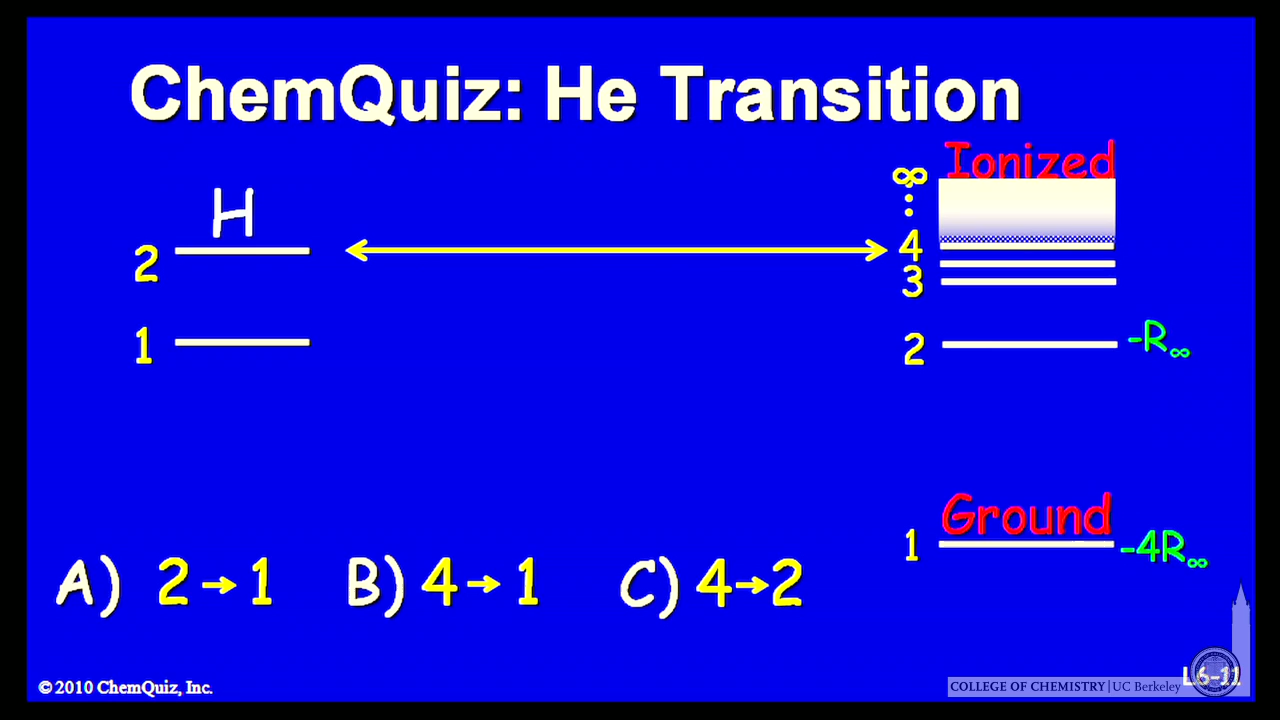 ChemQuiz: He Transition
H
2
1
Ionized
∞
4
3
2
-R∞
Ground
1
-4R∞
A) 2→1 B) 4→1 C) 4→2
© 2010 ChemQuiz, Inc.
L6-11
COLLEGE OF CHEMISTRY | UC Berkeley